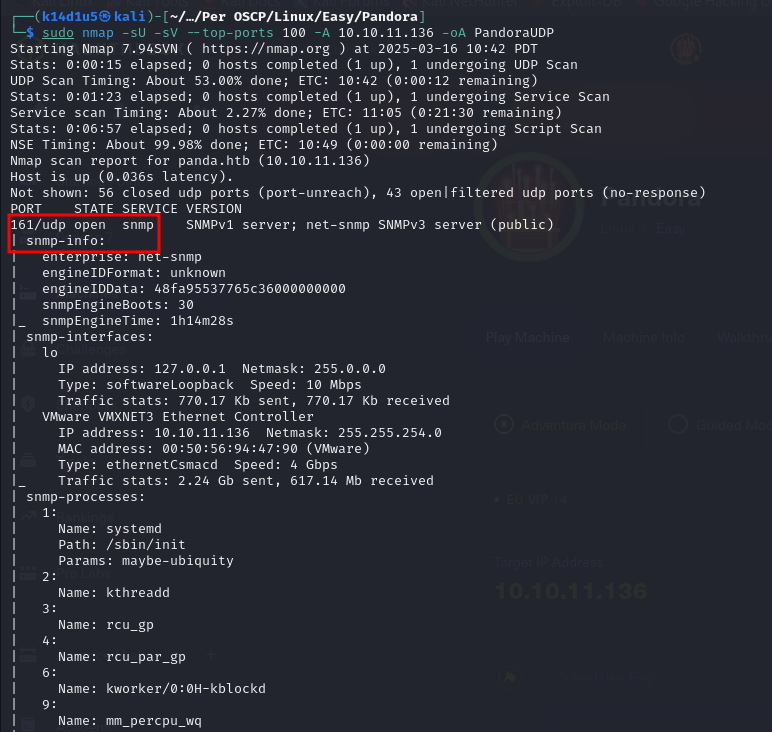 ┌──(k14d1u5㉿kali)-[~/…/Per OSCP/Linux/Easy/Pandora]
└─$ sudo nmap -sU -sV --top-ports 100 -A 10.10.11.136 -oA PandoraUDP
Starting Nmap 7.94SVN ( https://nmap.org ) at 2025-03-16 10:42 PDT
Stats: 0:00:15 elapsed; 0 hosts completed (1 up), 1 undergoing UDP Scan
UDP Scan Timing: About 53.00% done; ETC: 10:42 (0:00:12 remaining)
Stats: 0:01:23 elapsed; 0 hosts completed (1 up), 1 undergoing Service Scan
Service scan Timing: About 2.27% done; ETC: 11:05 (0:21:30 remaining)
Stats: 0:06:57 elapsed; 0 hosts completed (1 up), 1 undergoing Script Scan
NSE Timing: About 99.98% done; ETC: 10:49 (0:00:00 remaining)
Nmap scan report for panda.htb (10.10.11.136)
Host is up (0.036s latency).
Not shown: 56 closed udp ports (port-unreach), 43 open|filtered udp ports (no-response)
PORT    STATE SERVICE VERSION
161/udp open  snmp    SNMPv1 server; net-snmp SNMPv3 server (public)
| snmp-info:
|   enterprise: net-snmp
|   engineIDFormat: unknown
|   engineIDData: 48fa95537765c36000000000
|   snmpEngineBoots: 30
|_  snmpEngineTime: 1h14m28s
| snmp-interfaces:
|   lo
|     IP address: 127.0.0.1  Netmask: 255.0.0.0
|     Type: softwareLoopback  Speed: 10 Mbps
|     Traffic stats: 770.17 Kb sent, 770.17 Kb received
|   VMware VMXNET3 Ethernet Controller
|     IP address: 10.10.11.136  Netmask: 255.255.254.0
|     MAC address: 00:50:56:94:47:90 (VMware)
|     Type: ethernetCsmacd  Speed: 4 Gbps
|_    Traffic stats: 2.24 Gb sent, 617.14 Mb received
| snmp-processes:
|   1:
|     Name: systemd
|     Path: /sbin/init
|     Params: maybe-ubiquity
|   2:
|     Name: kthreadd
|   3:
|     Name: rcu_gp
|   4:
|     Name: rcu_par_gp
|   6:
|     Name: kworker/0:0H-kblockd
|   9:
|     Name: mm_percpu_wq
Pandora
Linux Easy
Play Machine Machine Info Walkthr
Adventure Mode Guided Mod
EU VIP 14
Target IP Address
10.10.11.136